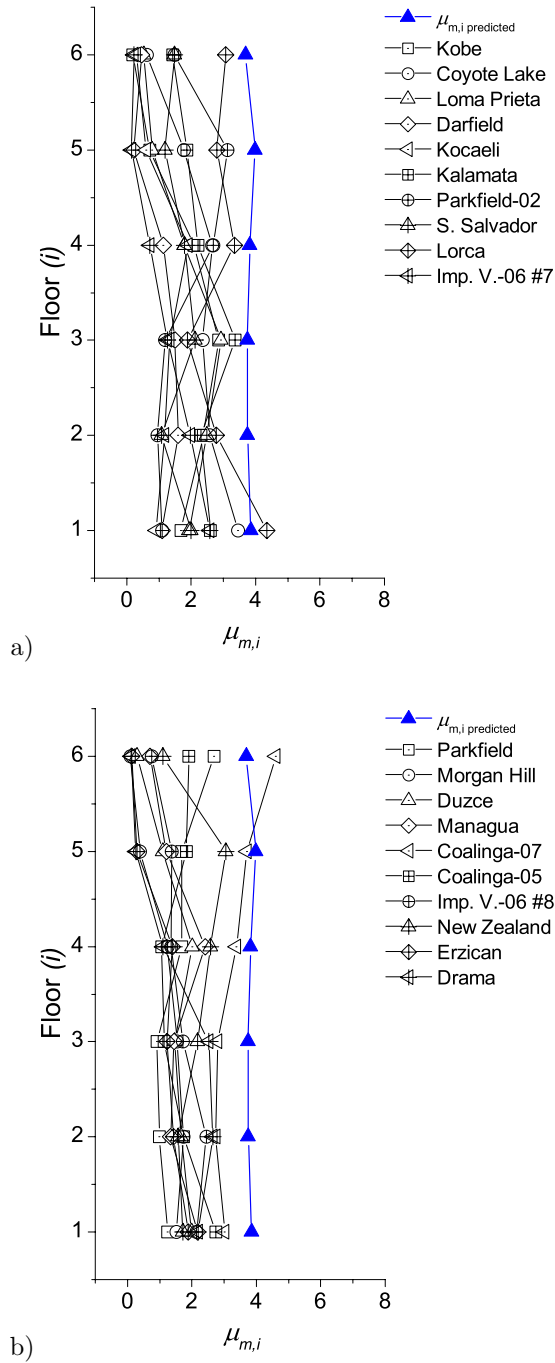 μm,i predicted
Kobe
Coyote Lake
Loma Prieta
Darfield
Kocaeli
Kalamata
Parkfield-02
S. Salvador
Lorca
Imp. V.-06 #7
6
5
4
3
2
1
Floor (i)
0 2 4 6 8
μm,i
a)
μm,i predicted
Parkfield
Morgan Hill
Duzce
Managua
Coalinga-07
Coalinga-05
Imp. V.-06 #8
New Zealand
Erzican
Drama
6
5
4
3
2
1
Floor (i)
0 2 4 6 8
μm,i
b)